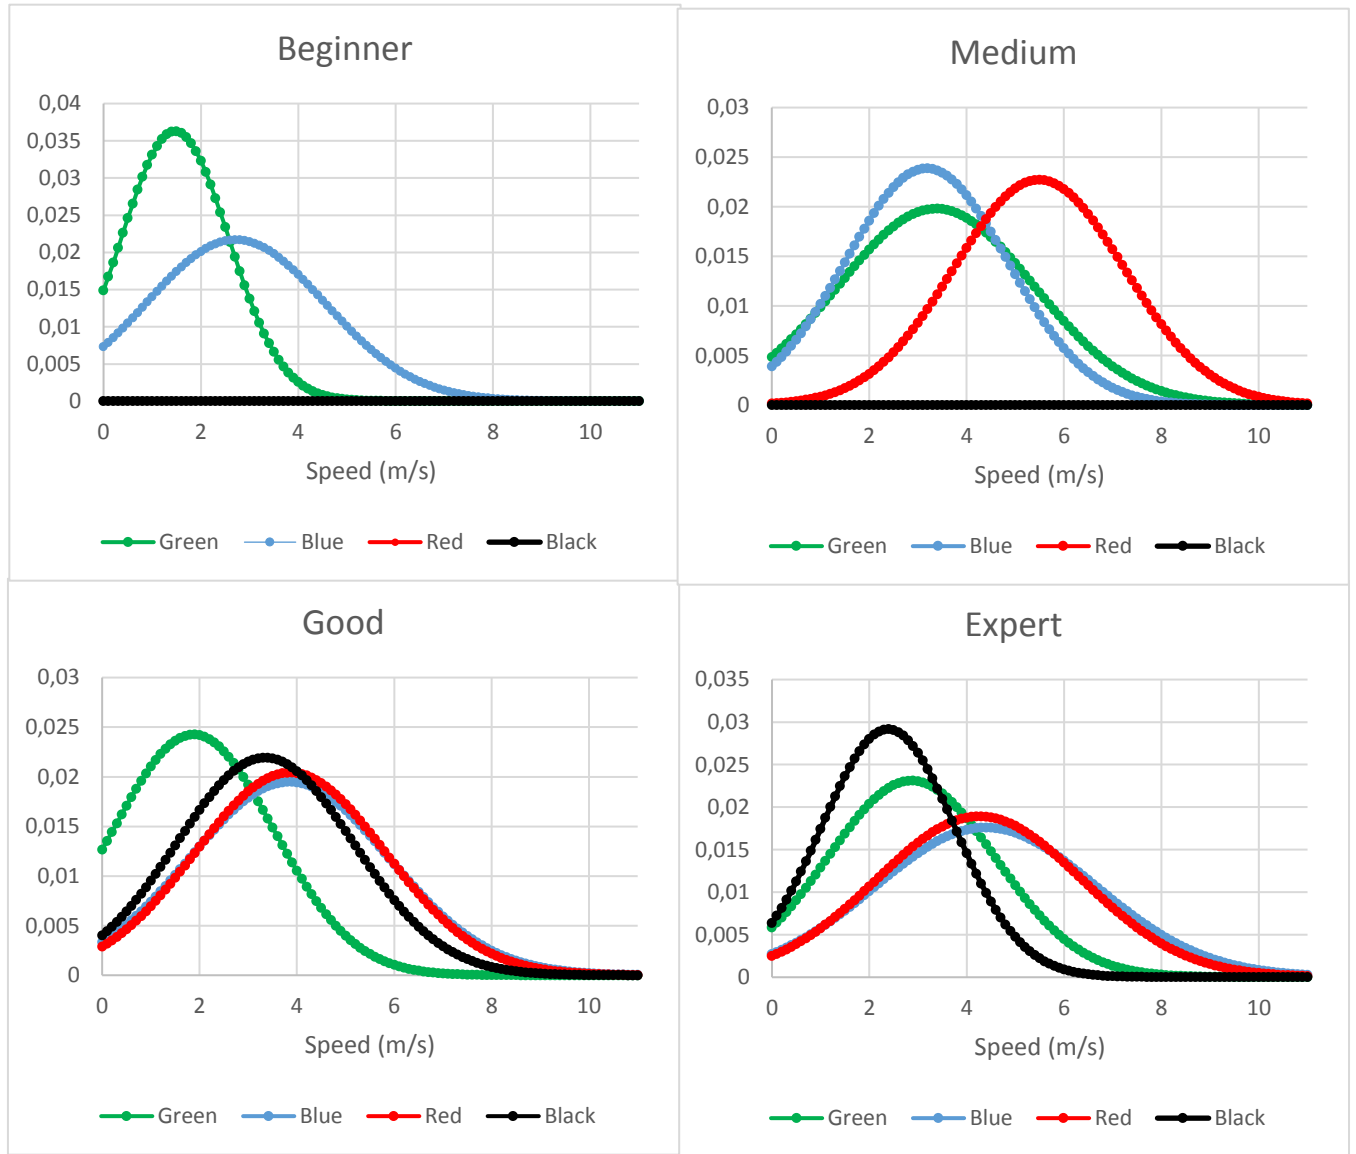 Beginner
0,04
0,035
0,03
0,025
0,02
0,015
0,01
0,005
0
0 2 4 6 8 10
Speed (m/s)
Green Blue Red Black
Medium
0,03
0,025
0,02
0,015
0,01
0,005
0
0 2 4 6 8 10
Speed (m/s)
Green Blue Red Black
Good
0,03
0,025
0,02
0,015
0,01
0,005
0
0 2 4 6 8 10
Speed (m/s)
Green Blue Red Black
Expert
0,035
0,03
0,025
0,02
0,015
0,01
0,005
0
0 2 4 6 8 10
Speed (m/s)
Green Blue Red Black